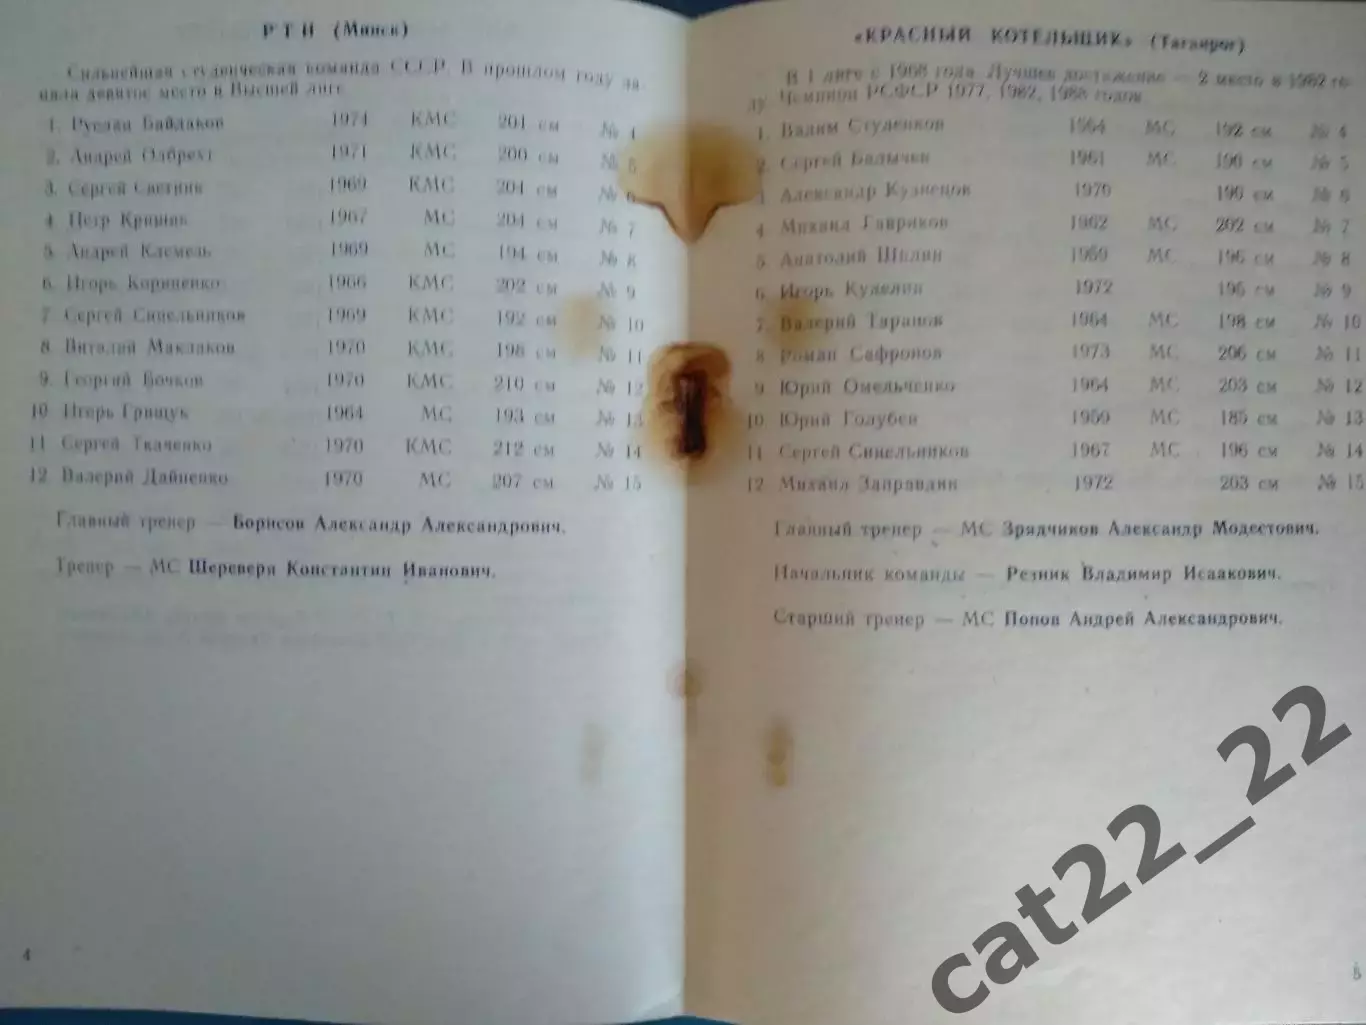 РТИ (Минск)
Сильнейшая студенческая команда СССР. В прошлом году за-
няла девятое место в Высшей лиге.
1. Руслан Байдаков 1974 КМС 201 см № 4
2. Андрей Олбрехт 1971 КМС 200 см № 5
3. Сергей 1969 КМС 204 см № 6
4 Петр 1967 МС 204 см № 7
5 Андрей Клемель 1969 МС 194 см № 8
6 Игорь Корниенко 1966 КМС 202 см № 9
7 Сергей Синельников 1969 КМС 192 см № 10
8 Виталий Маклаков 1970 КМС 198 см № 11
9. Георгий Бочков 1970 КМС 210 см № 12
10 Игорь Грищук 1964 МС 193 см № 13
11 Сергей Ткаченко 1970 КМС 212 см № 14
12 Валерий Дайнеко 1970 МС 207 см № 15
Главный тренер — Борисов Александр Александрович.
Тренер — МС Шереверя Константин Иванович.
4
«КРАСНЫЙ КОТЕЛЬЩИК» (Таганрог)
В 1 лиге с 1968 года. Лучшее достижение — 2 место в 1982 го-
ду. Чемпион РСФСР 1977, 1982, 1988 годов.
1. Вадим Студенков 1964 МС 192 см № 4
2. Сергей Балычев 1961 МС 190 см № 5
3 Александр Кузнецов 1970 196 см № 6
4 Михаил Гавриков 1962 МС 202 см № 7
5 Анатолий Шилин МС 196 см № 8
6 Игорь Куделин 1972 195 см № 9
7. Валерий Таранов 1964 МС 198 см № 10
8 Роман Сафронов 1973 МС 206 см № 11
9 Юрий Омельченко 1964 МС 203 см № 12
10 Юрий Голубев 1959 МС 185 см № 13
11 Сергей Синельников 1967 МС 196 см № 14
12 Михаил Заправдин 1972 203 см № 15
Главный тренер — МС Зрядчиков Александр Модестович.
Начальник команды — Резник Владимир Исаакович.
Старший тренер — МС Попов Андрей Александрович.
5
cat22_22